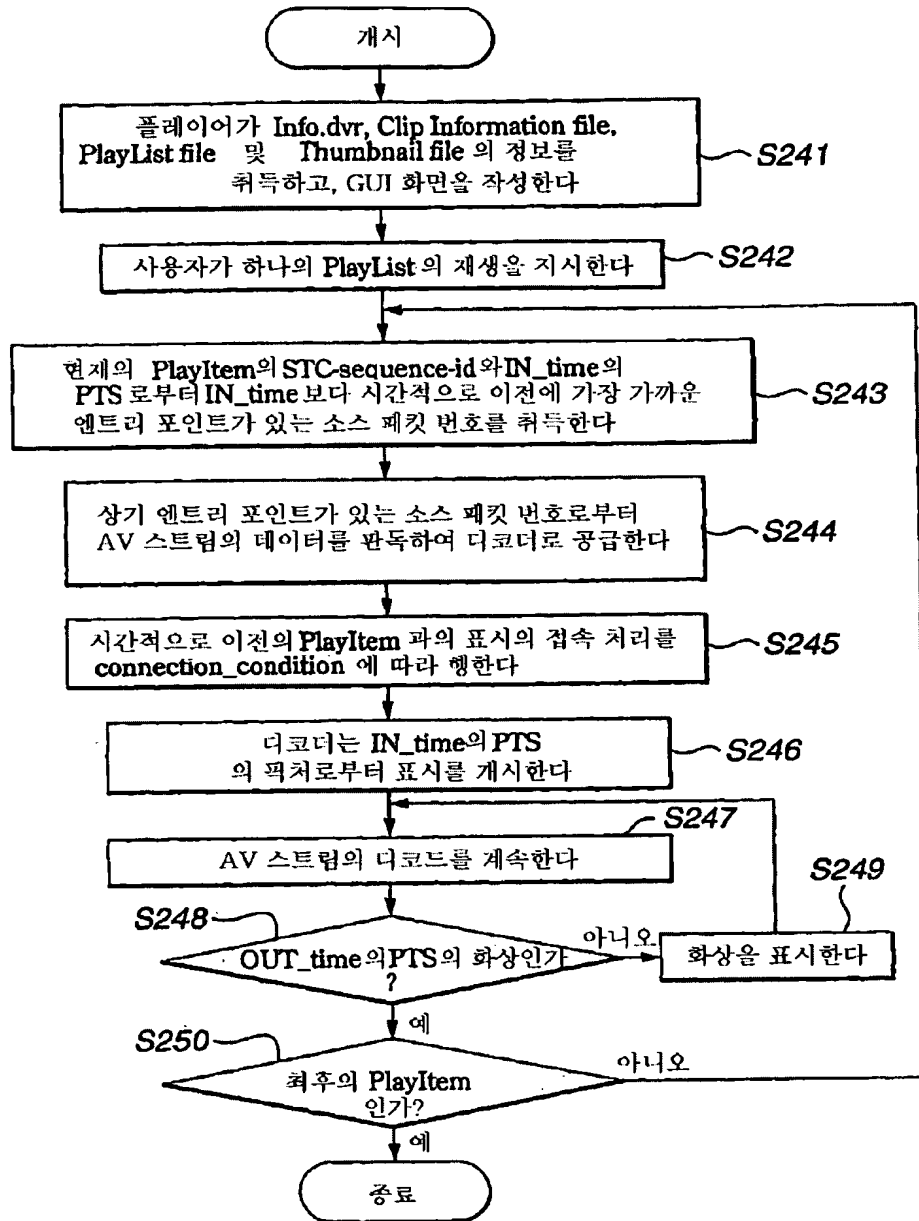 개시
플레이어가 Info.dvr, Clip Information file,
PlayList file 및 Thumbnail file 의 정보를
취득하고, GUI 화면을 작성한다
S241
사용자가 하나의 PlayList 의 재생을 지시한다
S242
현재의 PlayItem의 STC-sequence-id와 IN_time의
PTS 로부터 IN_time 보다 시간적으로 이전에 가장 가까운
엔트리 포인트가 있는 소스 패킷 번호를 취득한다
S243
상기 엔트리 포인트가 있는 소스 패킷 번호로부터
AV 스트림의 데이터를 판독하여 디코더로 공급한다
S244
시간적으로 이전의 PlayItem 과의 표시의 접속 처리를
connection_condition 에 따라 행한다
S245
디코더는 IN_time의 PTS
의 픽처로부터 표시를 개시한다
S246
S247
AV 스트림의 디코드를 계속한다
S248
OUT_time의PTS의 화상인가
?
아니오
S249
화상을 표시한다
예
S250
최후의 PlayItem
인가?
아니오
예
종료